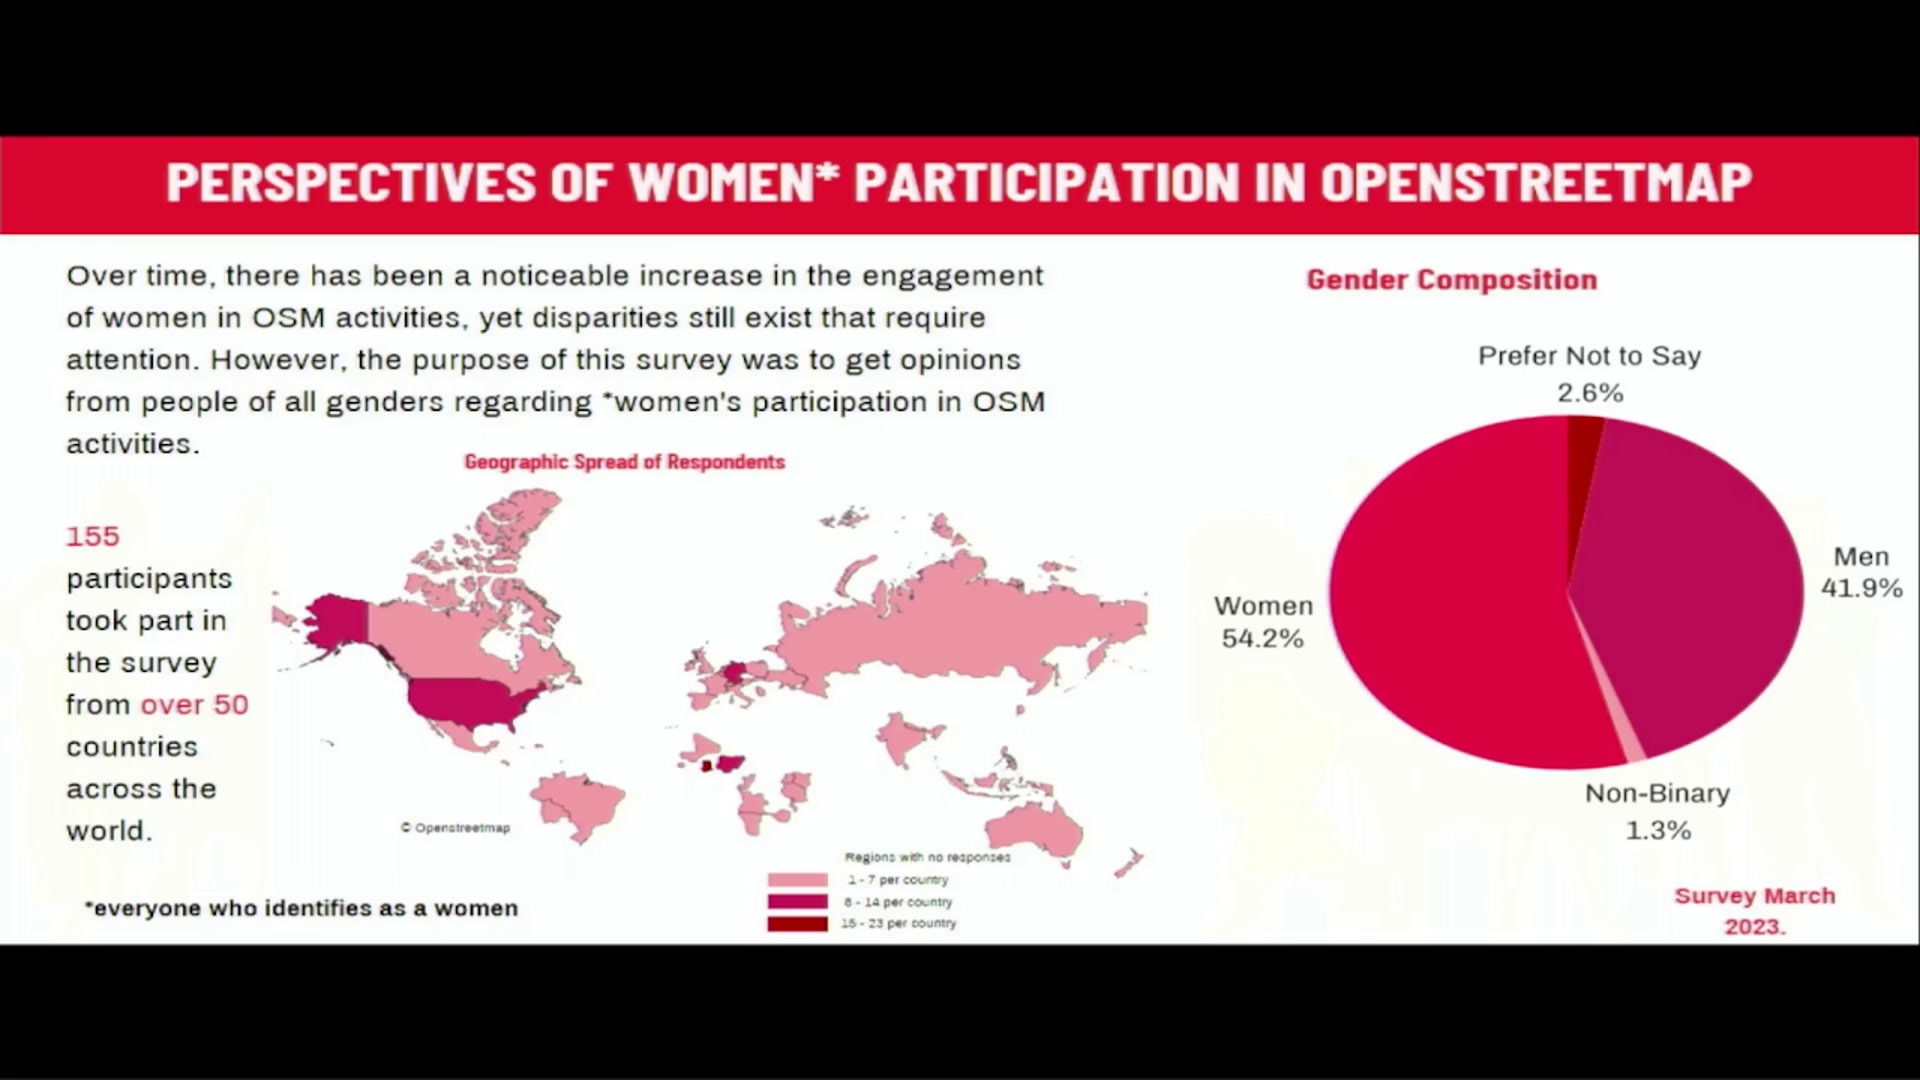 PERSPECTIVES OF WOMEN* PARTICIPATION IN OPENSTREETMAP
Over time, there has been a noticeable increase in the engagement
of women in OSM activities, yet disparities still exist that require
attention. However, the purpose of this survey was to get opinions
from people of all genders regarding *women's participation in OSM
activities.
155
participants
took part in
the survey
from over 50
countries
across the
world.
*everyone who identifies as a women
Geographic Spread of Respondents
© Openstreetmap
Regions with no responses
1 - 7 per country
8 - 14 per country
15 - 23 per country
Gender Composition
Prefer Not to Say
2.6%
Men
41.9%
Women
54.2%
Non-Binary
1.3%
Survey March
2023.